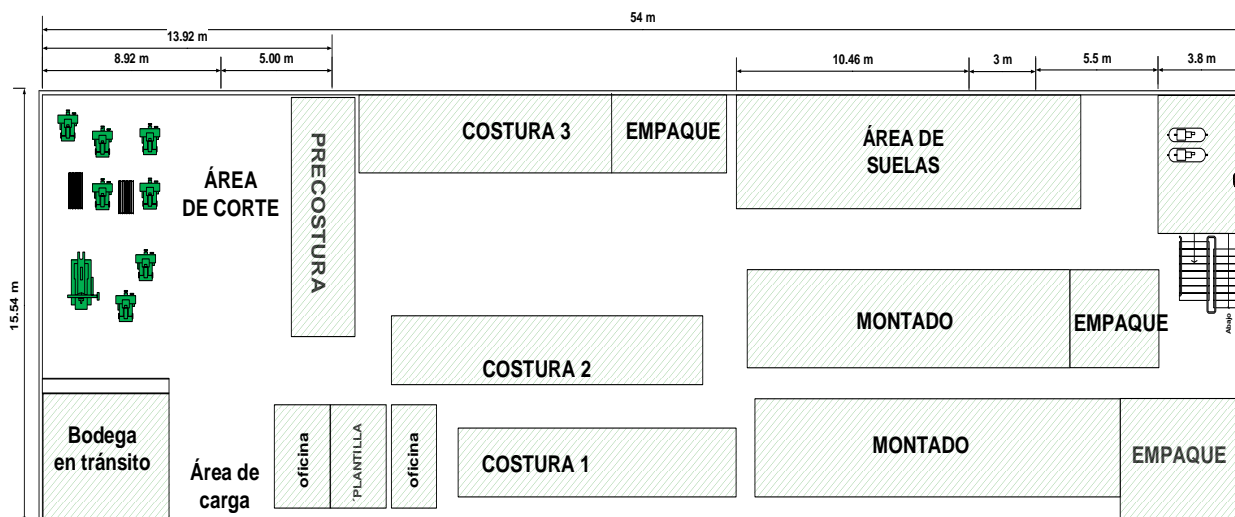 54 m
13.92 m
8.92 m
5.00 m
10.46 m
3 m
5.5 m
3.8 m
15.54 m
ÁREA
DE CORTE
PRECOSTURA
COSTURA 3
EMPAQUE
ÁREA DE
SUELAS
MONTADO
EMPAQUE
Abajo
COSTURA 2
Bodega
en tránsito
Área de
carga
oficina
´PLANTILLA
oficina
COSTURA 1
MONTADO
EMPAQUE